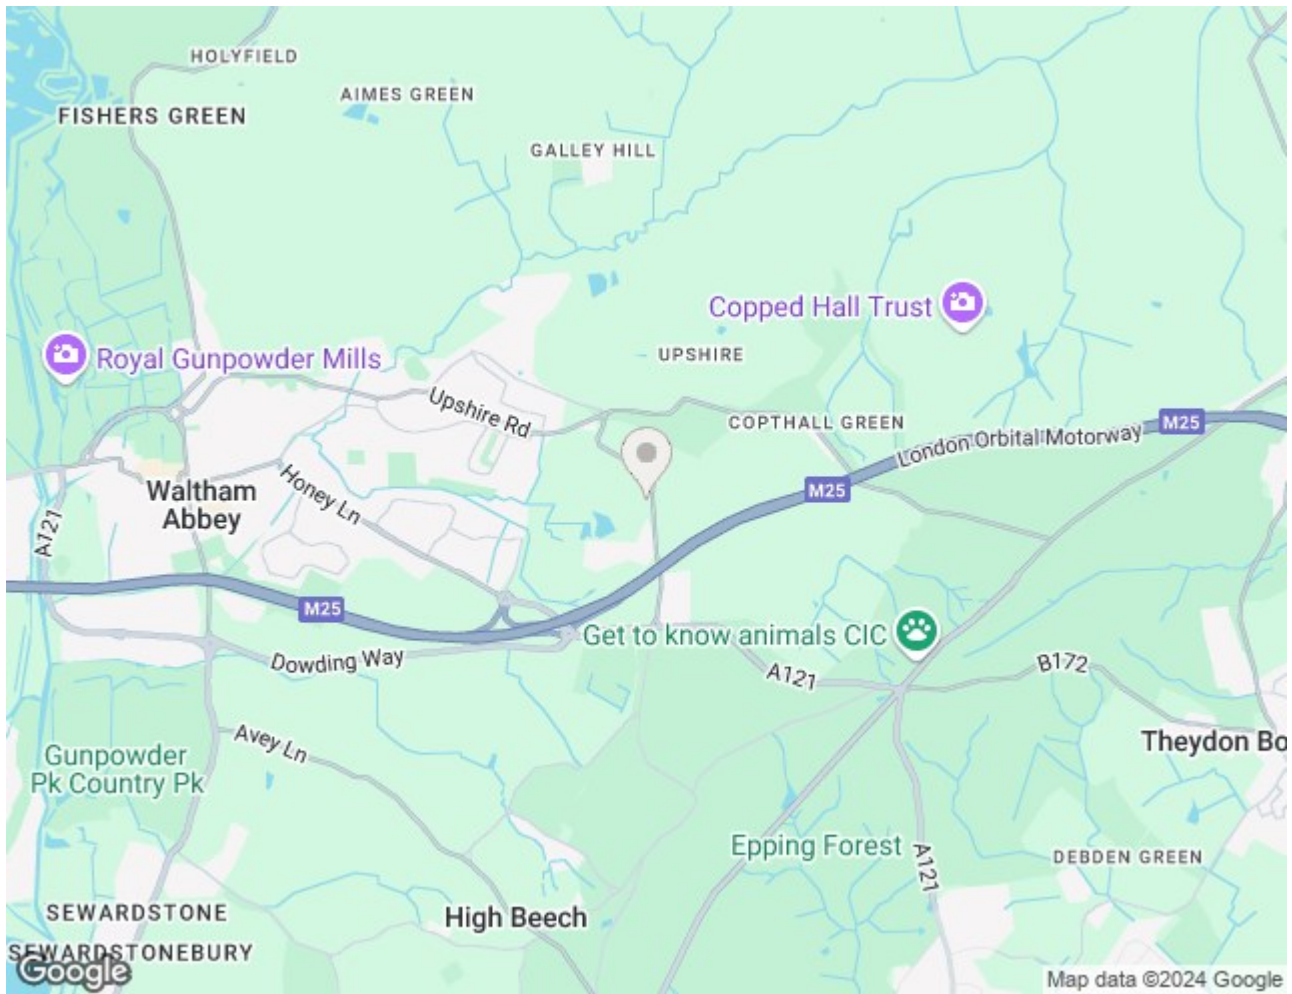 HOLYFIELD
AIMES GREEN
FISHERS GREEN
GALLEY HILL
Copped Hall Trust
UPSHIRE
Royal Gunpowder Mills
Upshire Rd
COPTHALL GREEN
M25
London Orbital Motorway
M25
Honey Ln
Waltham
Abbey
A121
M25
Get to know animals CIC
Dowding Way
A121
B172
Avey Ln
Theydon Bo
Gunpowder
Pk Country Pk
Epping Forest
A121
DEBDEN GREEN
SEWARDSTONE
High Beech
SEWARDSTONEBURY
Google
Map data ©2024 Google